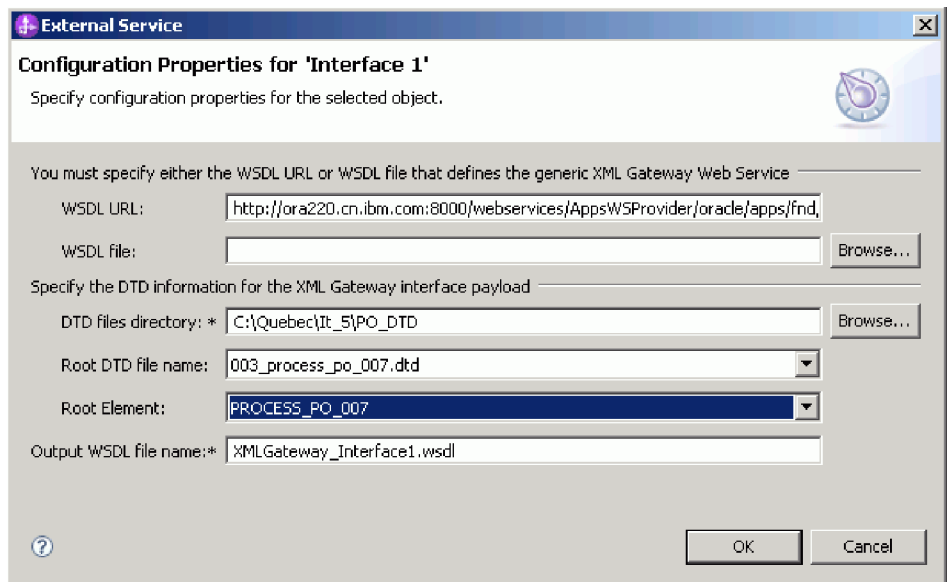 External Service
Configuration Properties for 'Interface 1'
Specify configuration properties for the selected object.
You must specify either the WSDL URL or WSDL file that defines the generic XML Gateway Web Service
WSDL URL: http://ora220.cn.ibm.com:8000/webservices/AppsWSProvider/oracle/apps/fnd,
WSDL file: Browse...
Specify the DTD information for the XML Gateway interface payload
DTD files directory: * C:\Quebec\It_5\PO_DTD Browse...
Root DTD file name: 003_process_po_007.dtd
Root Element: PROCESS_PO_007
Output WSDL file name:* XMLGateway_Interface1.wsdl
? OK Cancel